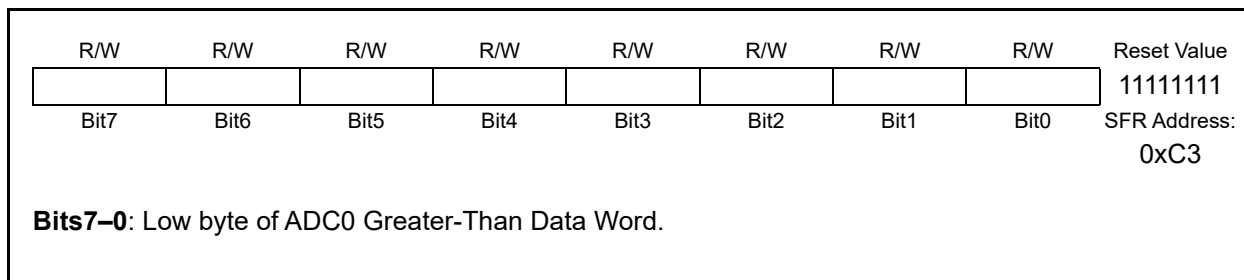 R/W R/W R/W R/W R/W R/W R/W R/W Reset Value
11111111
Bit7 Bit6 Bit5 Bit4 Bit3 Bit2 Bit1 Bit0 SFR Address:
0xC3
Bits7–0: Low byte of ADC0 Greater-Than Data Word.